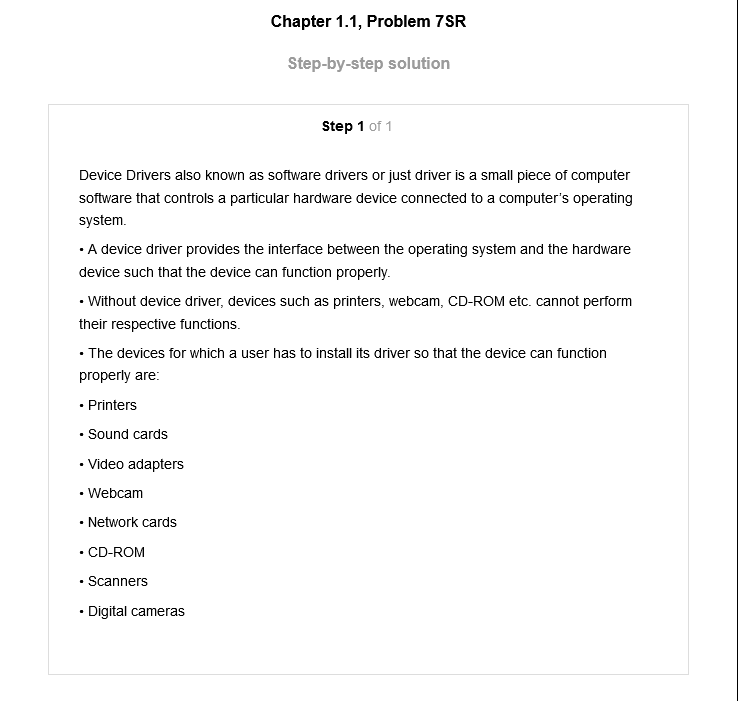 Chapter 1.1, Problem 7SR
Step-by-step solution
Step 1 of 1
Device Drivers also known as software drivers or just driver is a small piece of computer
software that controls a particular hardware device connected to a computer's operating
system.
• A device driver provides the interface between the operating system and the hardware
device such that the device can function properly.
• Without device driver, devices such as printers, webcam, CD-ROM etc. cannot perform
their respective functions.
• The devices for which a user has to install its driver so that the device can function
properly are:
• Printers
• Sound cards
• Video adapters
• Webcam
• Network cards
• CD-ROM
• Scanners
• Digital cameras